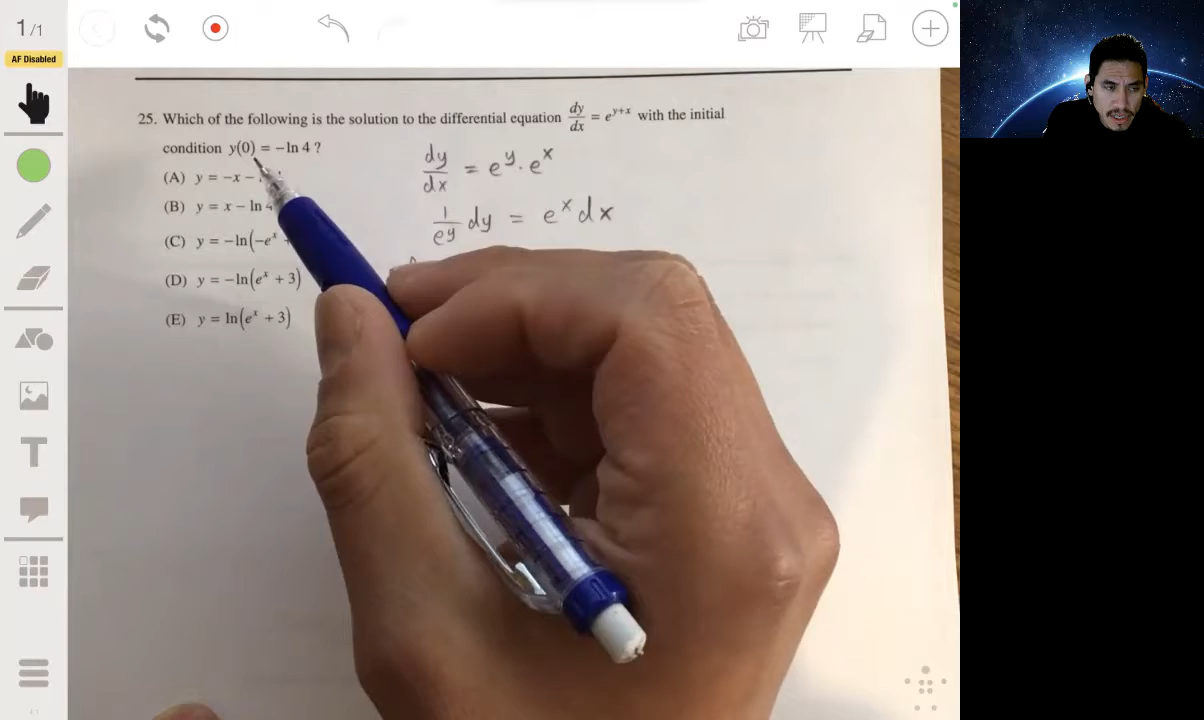 1/1
AF Disabled
25. Which of the following is the solution to the differential equation dy/dx = e^{y+x} with the initial
condition y(0) = −ln 4 ?
(A) y = −x −
(B) y = x − ln
(C) y = −ln(−e^x
(D) y = −ln(e^x + 3)
(E) y = ln(e^x + 3)
dy/dx = e^y · e^x
1/e^y dy = e^x dx
T